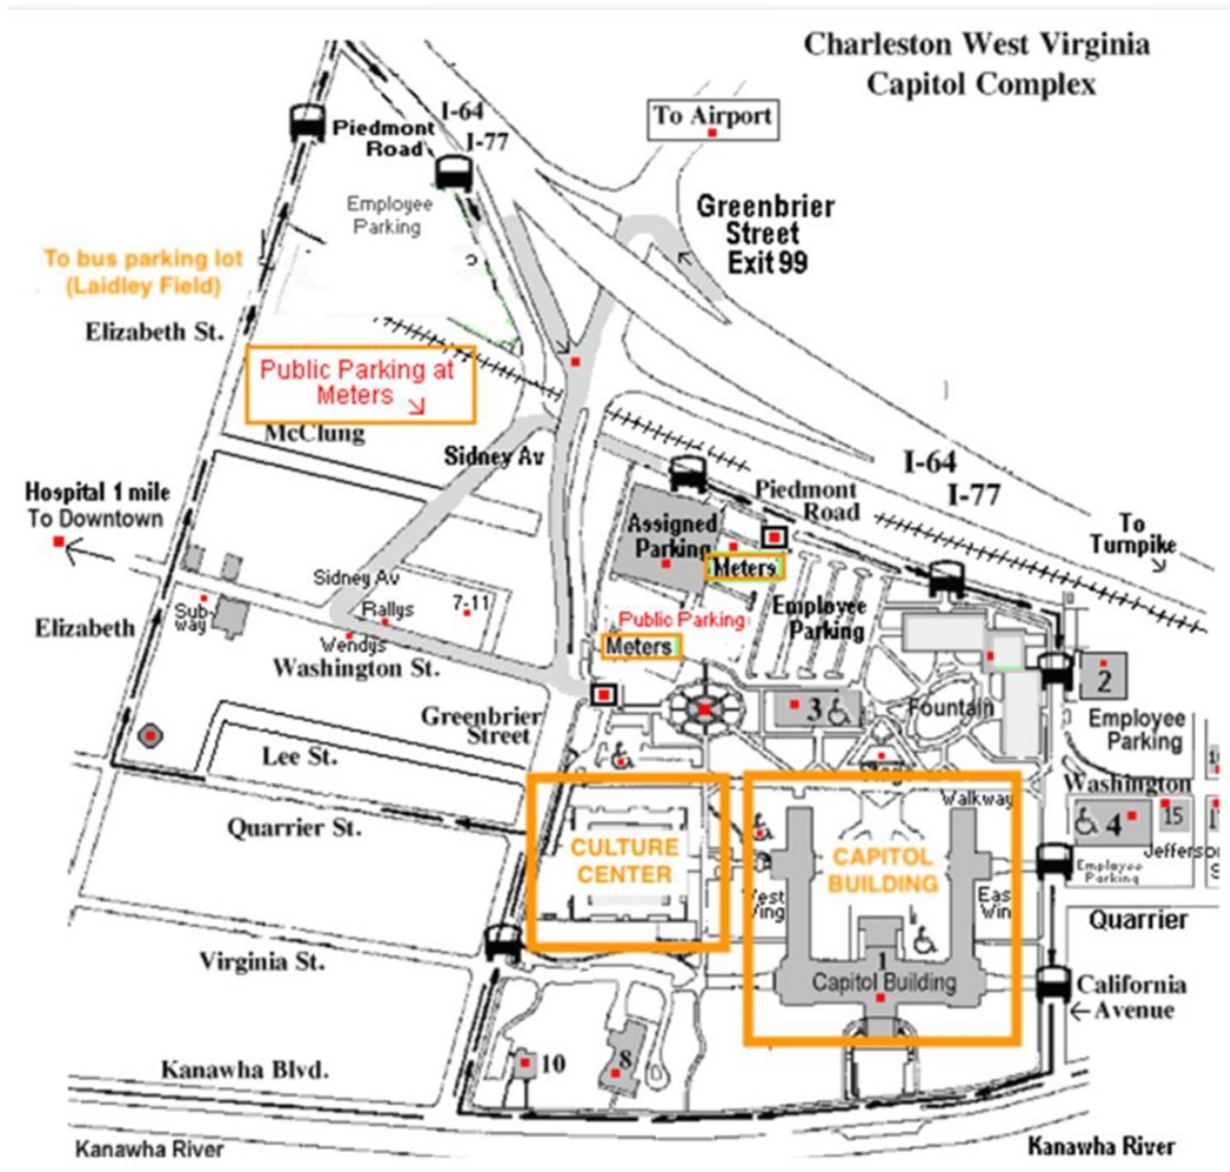 Charleston West Virginia
Capitol Complex
To Airport
I-64
I-77
Piedmont
Road
Employee
Parking
Greenbrier
Street
Exit 99
To bus parking lot
(Laidley Field)
Elizabeth St.
Public Parking at
Meters
McClung
Sidney Av
I-64
I-77
Hospital 1 mile
To Downtown
Piedmont
Road
To
Turnpike
Assigned
Parking
Meters
Sidney Av
Rallys
7-11
Sub-
way
Wendys
Elizabeth
Washington St.
Public Parking
Meters
Employee
Parking
2
3
Fountain
Greenbrier
Street
Employee
Parking
Lee St.
Washington
Walkway
Quarrier St.
4
15
CULTURE
CENTER
CAPITOL
BUILDING
Employee
Parking
Quarrier
1
Capitol Building
Virginia St.
California
Avenue
10
8
Kanawha Blvd.
Kanawha River
Kanawha River